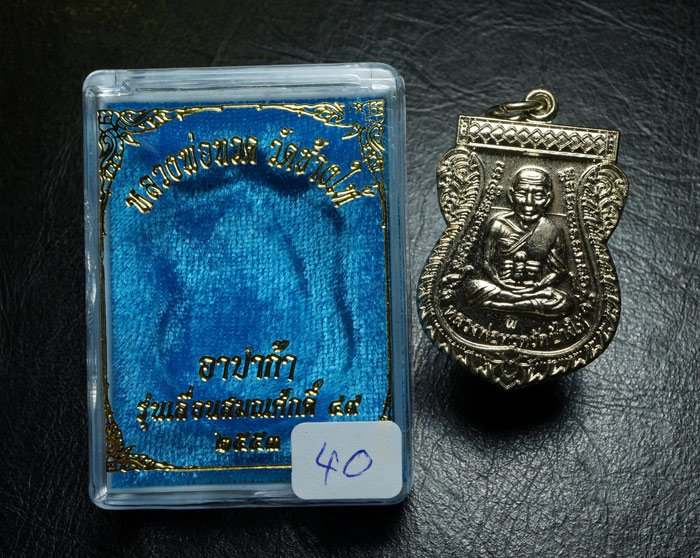 หลวงพ่อทวด วัดช้างให้
อาปาก้า
รุ่นเลื่อนสมณศักดิ์ ๔๙
๒๕๕๓
40